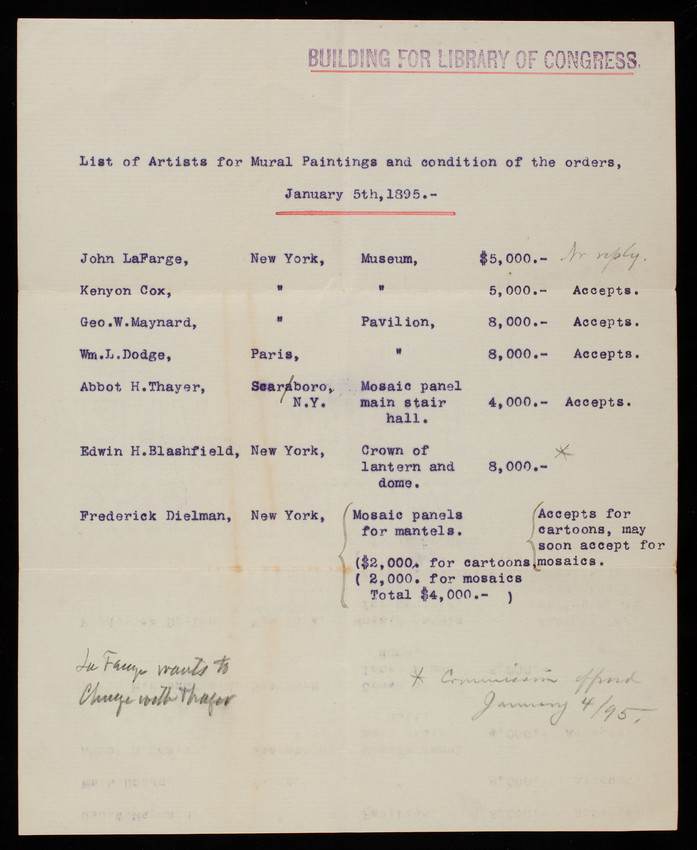 BUILDING FOR LIBRARY OF CONGRESS.
List of Artists for Mural Paintings and condition of the orders,
January 5th,1895.-
John LaFarge, New York, Museum, $5,000.- No reply.
Kenyon Cox, " " 5,000.- Accepts.
Geo.W.Maynard, " Pavilion, 8,000.- Accepts.
Wm.L.Dodge, Paris, " 8,000.- Accepts.
Abbot H.Thayer, Scarboro, Mosaic panel
N.Y. main stair 4,000.- Accepts.
hall.
Edwin H.Blashfield, New York, Crown of
lantern and 8,000.- *
dome.
Frederick Dielman, New York, Mosaic panels Accepts for
for mantels. cartoons, may
soon accept for
($2,000. for cartoons, mosaics.
( 2,000. for mosaics
Total $4,000.- )
La Farge wants to
Change with Thayer
* Commission offered
January 4/95.